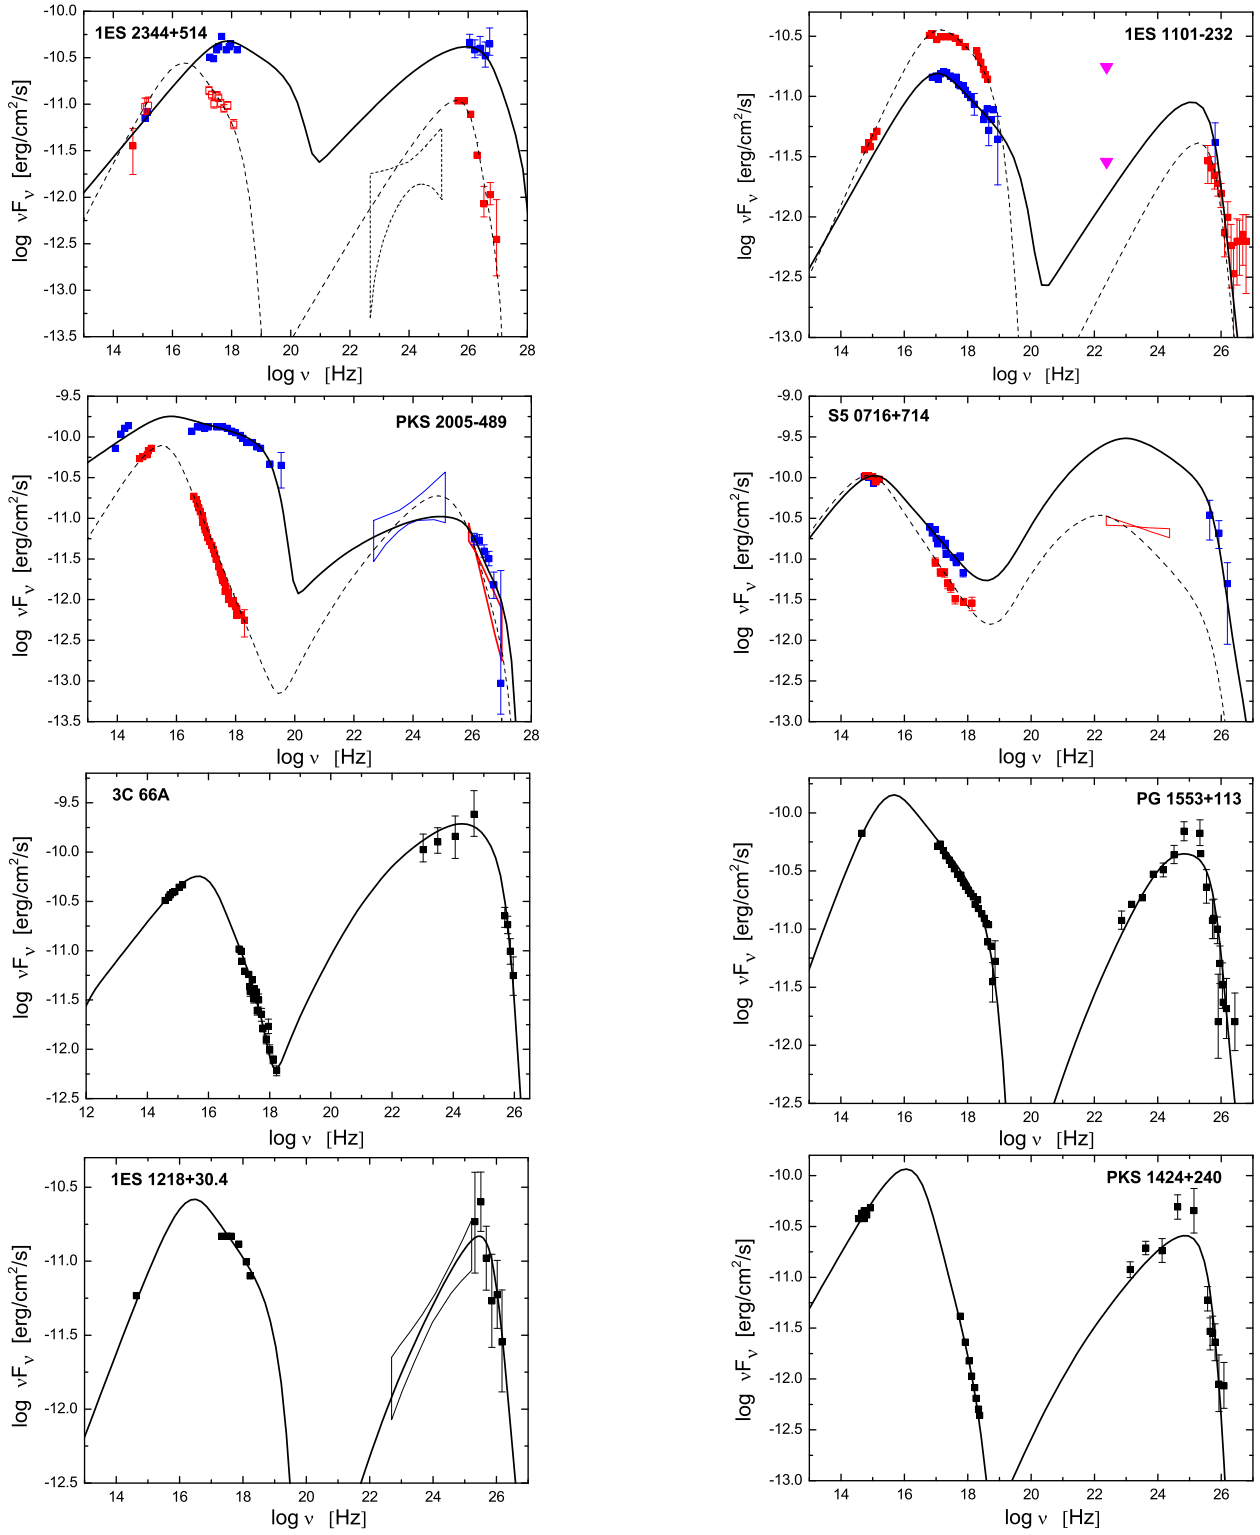 1ES 2344+514
-10.0
-10.5
-11.0
-11.5
-12.0
-12.5
-13.0
-13.5
14 16 18 20 22 24 26 28
log ν [Hz]
log νFν [erg/cm²/s]
1ES 1101-232
-10.5
-11.0
-11.5
-12.0
-12.5
-13.0
14 16 18 20 22 24 26
log ν [Hz]
log νFν [erg/cm²/s]
PKS 2005-489
-9.5
-10.0
-10.5
-11.0
-11.5
-12.0
-12.5
-13.0
-13.5
14 16 18 20 22 24 26 28
log ν [Hz]
log νFν [erg/cm²/s]
S5 0716+714
-9.0
-9.5
-10.0
-10.5
-11.0
-11.5
-12.0
-12.5
-13.0
14 16 18 20 22 24 26
log ν [Hz]
log νFν [erg/cm²/s]
3C 66A
-9.5
-10.0
-10.5
-11.0
-11.5
-12.0
-12.5
12 14 16 18 20 22 24 26
log ν [Hz]
log νFν [erg/cm²/s]
PG 1553+113
-10.0
-10.5
-11.0
-11.5
-12.0
-12.5
14 16 18 20 22 24 26
log ν [Hz]
log νFν [erg/cm²/s]
1ES 1218+30.4
-10.5
-11.0
-11.5
-12.0
-12.5
14 16 18 20 22 24 26
log ν [Hz]
log νFν [erg/cm²/s]
PKS 1424+240
-10.0
-10.5
-11.0
-11.5
-12.0
-12.5
-13.0
14 16 18 20 22 24 26
log ν [Hz]
log νFν [erg/cm²/s]